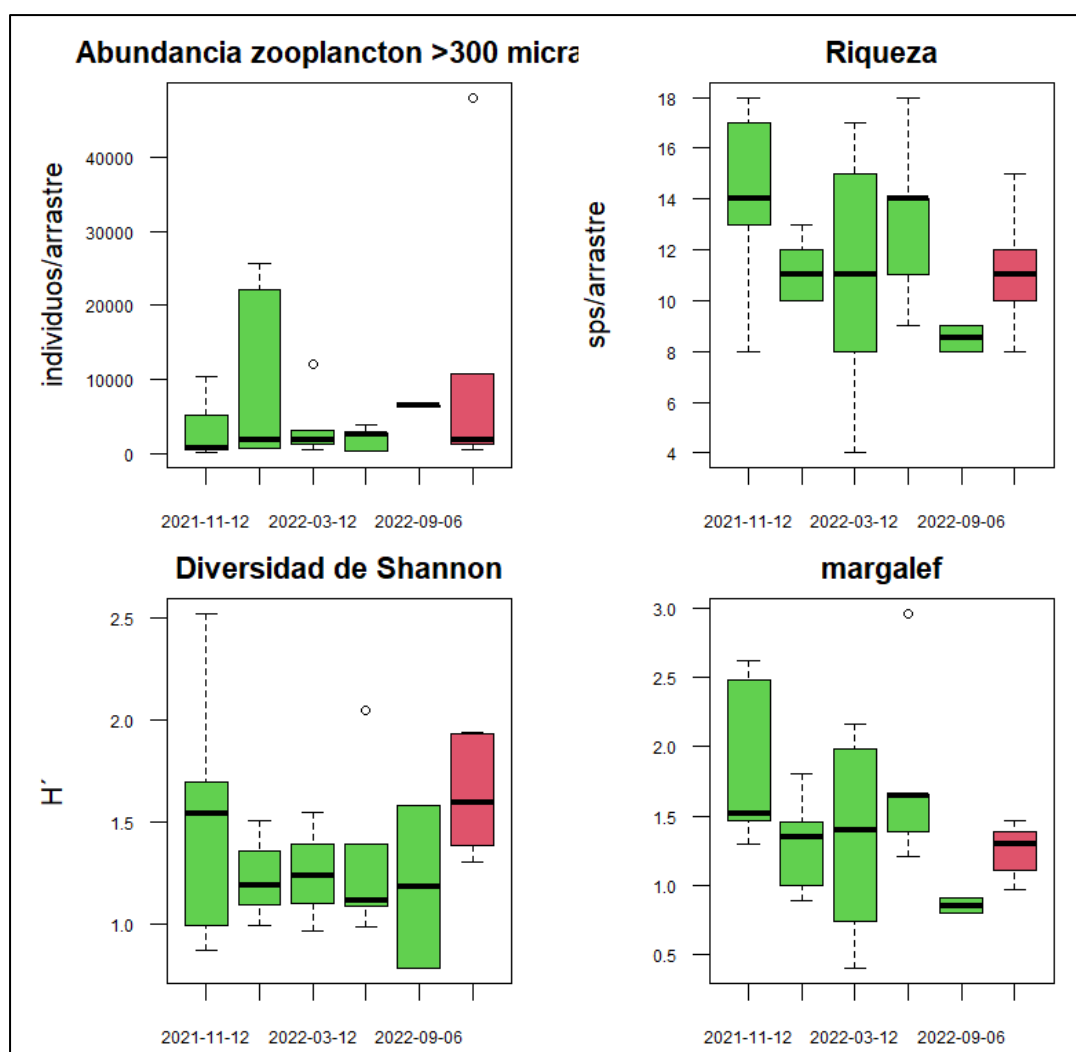 Abundancia zooplancton >300 micra
individuos/arrastre
40000
30000
20000
10000
0
2021-11-12 2022-03-12 2022-09-06
Riqueza
sps/arrastre
18
16
14
12
10
8
6
4
2021-11-12 2022-03-12 2022-09-06
Diversidad de Shannon
H´
2.5
2.0
1.5
1.0
2021-11-12 2022-03-12 2022-09-06
margalef
3.0
2.5
2.0
1.5
1.0
0.5
2021-11-12 2022-03-12 2022-09-06